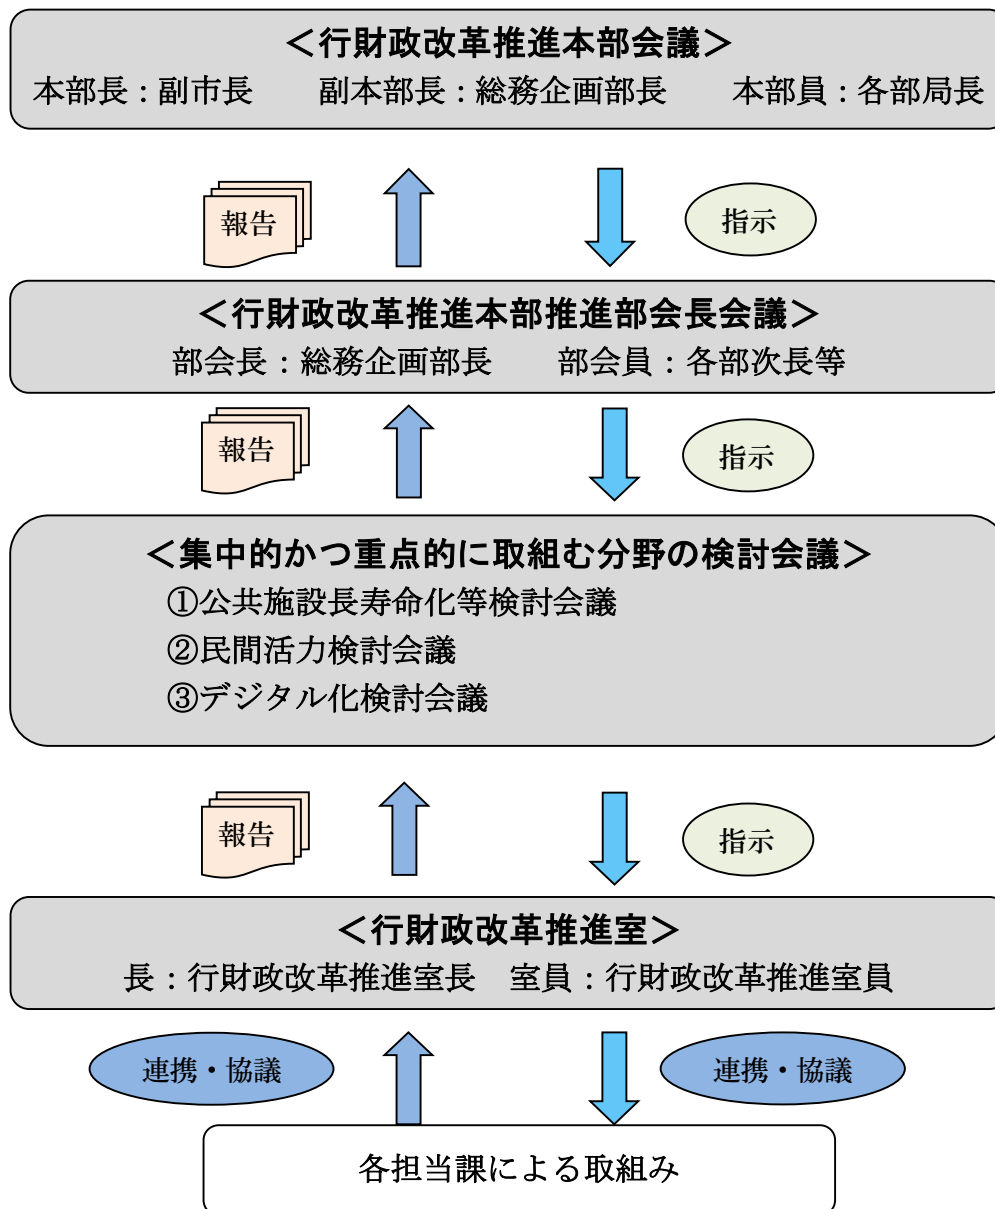 ＜行財政改革推進本部会議＞
本部長：副市長　　副本部長：総務企画部長　　本部員：各部局長
報告
指示
＜行財政改革推進本部推進部会長会議＞
部会長：総務企画部長　　部会員：各部次長等
報告
指示
＜集中的かつ重点的に取組む分野の検討会議＞
①公共施設長寿命化等検討会議
②民間活力検討会議
③デジタル化検討会議
報告
指示
＜行財政改革推進室＞
長：行財政改革推進室長　室員：行財政改革推進室員
連携・協議
連携・協議
各担当課による取組み